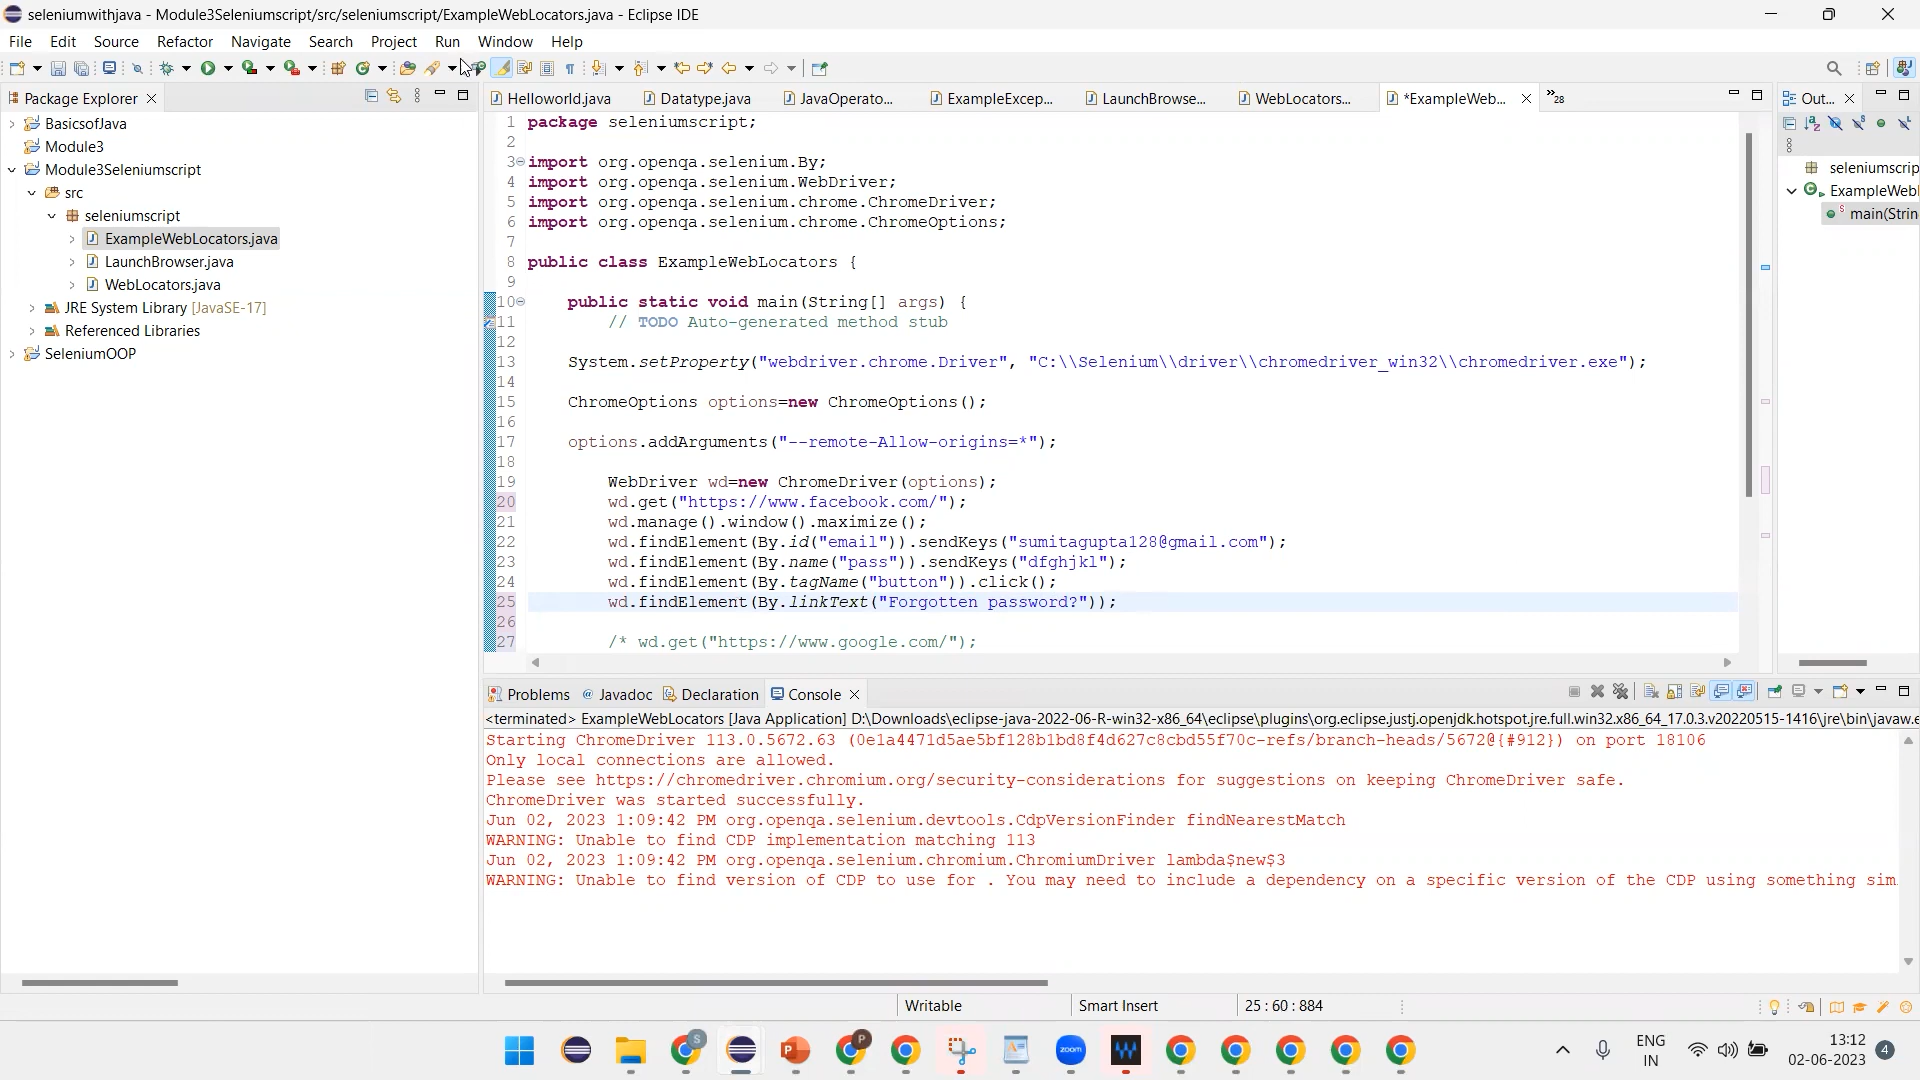 seleniumwithjava - Module3Seleniumscript/src/seleniumscript/ExampleWebLocators.java - Eclipse IDE
File Edit Source Refactor Navigate Search Project Run Window Help
Package Explorer
BasicsofJava
Module3
Module3Seleniumscript
src
seleniumscript
ExampleWebLocators.java
LaunchBrowser.java
WebLocators.java
JRE System Library [JavaSE-17]
Referenced Libraries
SeleniumOOP
Helloworld.java Datatype.java JavaOperato... ExampleExcep... LaunchBrowse... WebLocators... *ExampleWeb... »28
1 package seleniumscript;
2
3 import org.openqa.selenium.By;
4 import org.openqa.selenium.WebDriver;
5 import org.openqa.selenium.chrome.ChromeDriver;
6 import org.openqa.selenium.chrome.ChromeOptions;
7
8 public class ExampleWebLocators {
9
10 public static void main(String[] args) {
11 // TODO Auto-generated method stub
12
13 System.setProperty("webdriver.chrome.Driver", "C:\\Selenium\\driver\\chromedriver_win32\\chromedriver.exe");
14
15 ChromeOptions options=new ChromeOptions();
16
17 options.addArguments("--remote-Allow-origins=*");
18
19 WebDriver wd=new ChromeDriver(options);
20 wd.get("https://www.facebook.com/");
21 wd.manage().window().maximize();
22 wd.findElement(By.id("email")).sendKeys("sumitagupta128@gmail.com");
23 wd.findElement(By.name("pass")).sendKeys("dfghjkl");
24 wd.findElement(By.tagName("button")).click();
25 wd.findElement(By.linkText("Forgotten password?"));
26
27 /* wd.get("https://www.google.com/");
Out...
seleniumscrip
ExampleWebl
main(Strin
Problems Javadoc Declaration Console
<terminated> ExampleWebLocators [Java Application] D:\Downloads\eclipse-java-2022-06-R-win32-x86_64\eclipse\plugins\org.eclipse.justj.openjdk.hotspot.jre.full.win32.x86_64_17.0.3.v20220515-1416\jre\bin\javaw.e
Starting ChromeDriver 113.0.5672.63 (0e1a4471d5ae5bf128b1bd8f4d627c8cbd55f70c-refs/branch-heads/5672@{#912}) on port 18106
Only local connections are allowed.
Please see https://chromedriver.chromium.org/security-considerations for suggestions on keeping ChromeDriver safe.
ChromeDriver was started successfully.
Jun 02, 2023 1:09:42 PM org.openqa.selenium.devtools.CdpVersionFinder findNearestMatch
WARNING: Unable to find CDP implementation matching 113
Jun 02, 2023 1:09:42 PM org.openqa.selenium.chromium.ChromiumDriver lambda$new$3
WARNING: Unable to find version of CDP to use for . You may need to include a dependency on a specific version of the CDP using something sim
Writable Smart Insert 25 : 60 : 884
S P P zoom
ENG
IN
13:12
02-06-2023
4